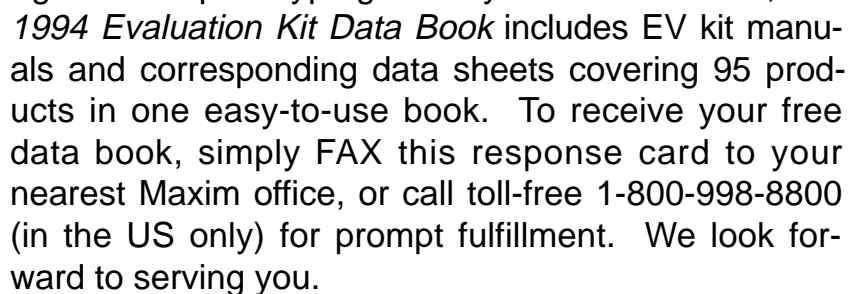 1994 Evaluation Kit Data Book includes EV kit manu-
als and corresponding data sheets covering 95 prod-
ucts in one easy-to-use book. To receive your free
data book, simply FAX this response card to your
nearest Maxim office, or call toll-free 1-800-998-8800
(in the US only) for prompt fulfillment. We look for-
ward to serving you.